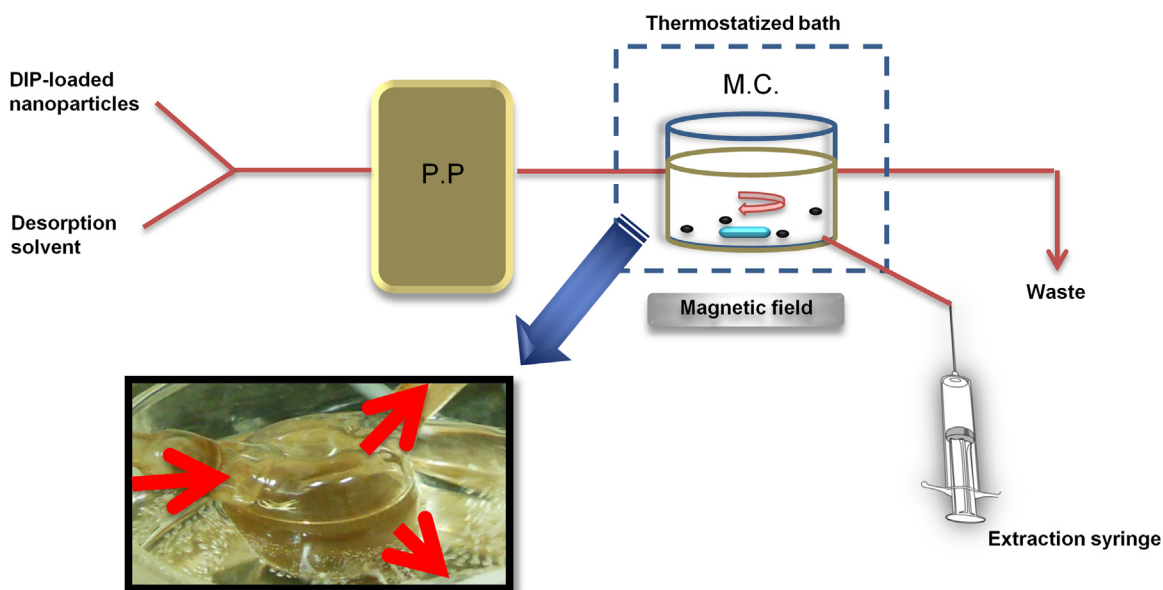 Thermostatized bath
DIP-loaded
nanoparticles
M.C.
P.P
Desorption
solvent
Magnetic field
Waste
Extraction syringe